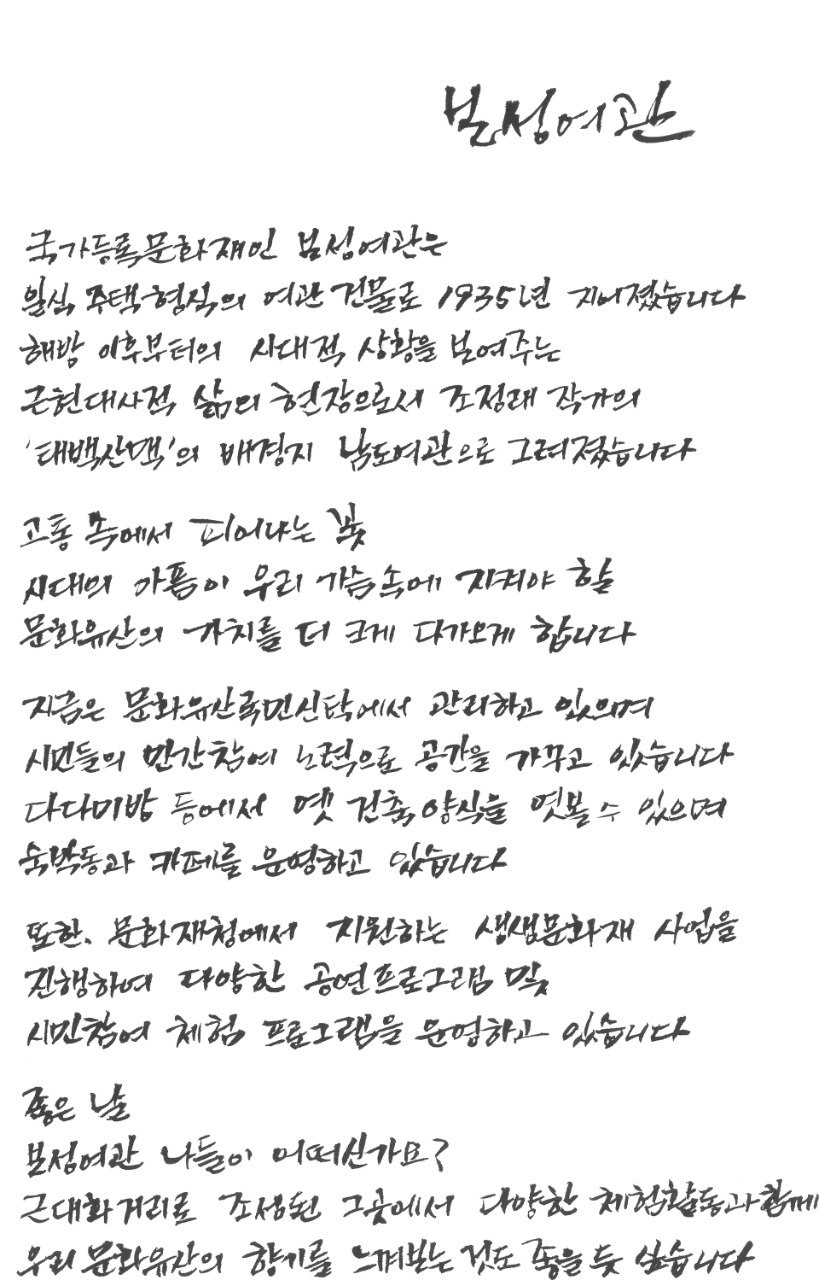 보성여관
국가등록문화재인 보성여관은
일식 주택형식의 여관 건물로 1935년 지어졌습니다
해방 이후부터의 시대적 상황을 보여주는
근현대사적 삶의 현장으로서 조정래 작가의
'태백산맥'의 배경지 남도여관으로 그려졌습니다
고통 속에서 피어나는 꽃
시대의 아픔이 우리 가슴속에 지켜야 할
문화유산의 가치를 더 크게 다가오게 합니다
지금은 문화유산국민신탁에서 관리하고 있으며
시민들의 민간참여 노력으로 공간을 가꾸고 있습니다
다다미방 등에서 옛 건축양식을 엿볼 수 있으며
숙박동과 카페를 운영하고 있습니다
또한, 문화재청에서 지원하는 생생문화재 사업을
진행하여 다양한 공연프로그램 및
시민참여 체험 프로그램을 운영하고 있습니다
좋은 날
보성여관 나들이 어떠신가요?
근대화거리로 조성된 그곳에서 다양한 체험활동과 함께
우리 문화유산의 향기를 느껴보는 것도 좋을 듯 싶습니다